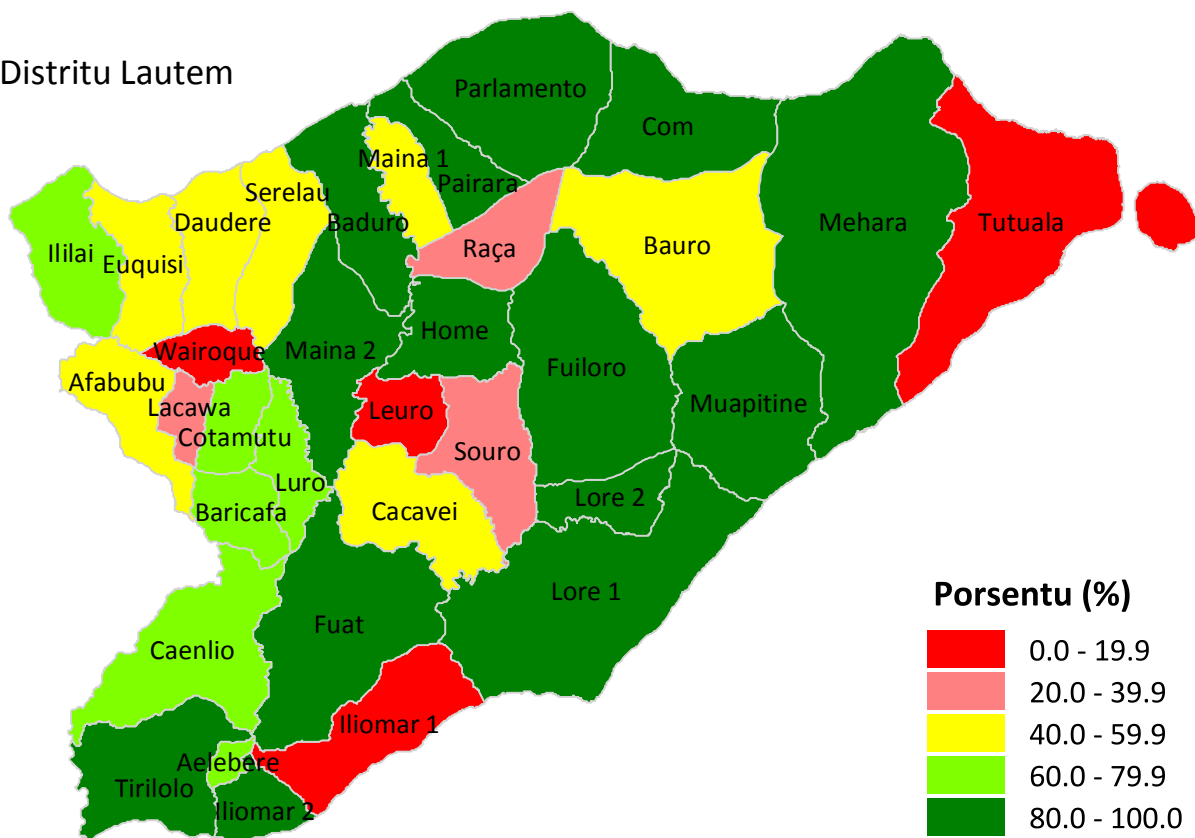 Distritu Lautem
Parlamento
Com
Maina 1
Pairara
Serelau
Daudere
Baduro
Mehara
Tutuala
Ililai
Euquisi
Raça
Bauro
Home
Wairoque
Maina 2
Fuiloro
Afabubu
Lacawa
Leuro
Muapitine
Cotamutu
Souro
Luro
Lore 2
Baricafa
Cacavei
Lore 1
Fuat
Caenlio
Iliomar 1
Aelebere
Tirilolo
Iliomar 2
Porsentu (%)
0.0 - 19.9
20.0 - 39.9
40.0 - 59.9
60.0 - 79.9
80.0 - 100.0